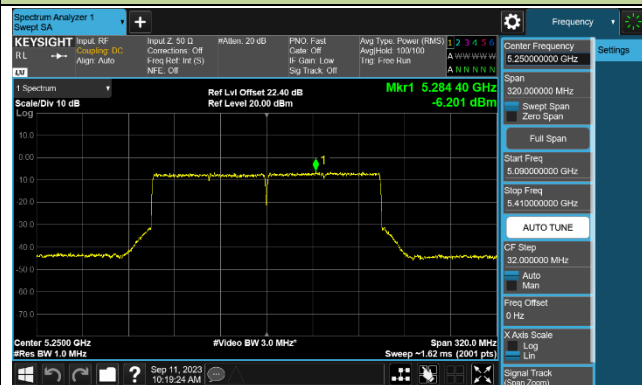 Spectrum Analyzer 1
Swept SA
+
Frequency
KEYSIGHT
RL
Input: RF
Coupling: DC
Align: Auto
Input Z: 50 Ω
Corrections: Off
Freq Ref: Int (S)
NFE: Off
#Atten: 20 dB
PNO: Fast
Gate: Off
IF Gain: Low
Sig Track: Off
Avg Type: Power (RMS)
Avg|Hold: 100/100
Trig: Free Run
1 2 3 4 5 6
A W W W W W
A N N N N N
1 Spectrum
Scale/Div 10 dB
Ref Lvl Offset 22.40 dB
Ref Level 20.00 dBm
Mkr1 5.284 40 GHz
-6.201 dBm
Log
10.0
0.00
1
-10.0
-20.0
-30.0
-40.0
-50.0
-60.0
-70.0
Center 5.2500 GHz
#Res BW 1.0 MHz
#Video BW 3.0 MHz*
Span 320.0 MHz
Sweep ~1.62 ms (2001 pts)
Center Frequency
5.25000000 GHz
Settings
Span
320.000000 MHz
Swept Span
Zero Span
Full Span
Start Freq
5.090000000 GHz
Stop Freq
5.410000000 GHz
AUTO TUNE
CF Step
32.000000 MHz
Auto
Man
Freq Offset
0 Hz
X Axis Scale
Log
Lin
Signal Track
(Span Zoom)
?
Sep 11, 2023
10:19:24 AM